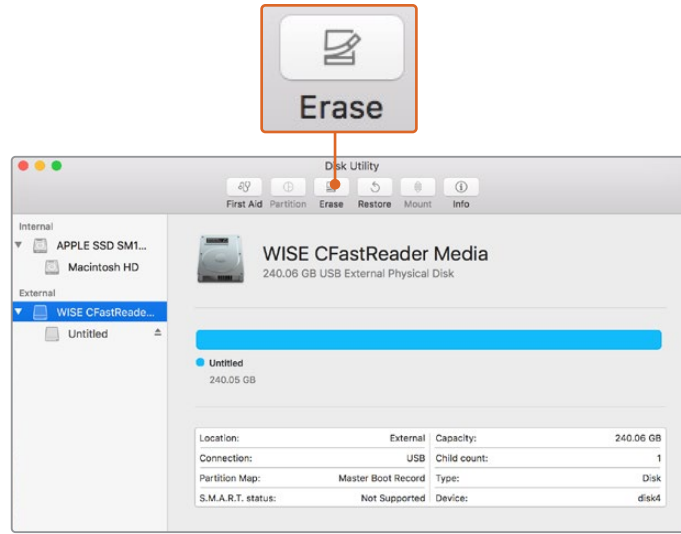 Erase
Disk Utility
First Aid Partition Erase Restore Mount Info
Internal
APPLE SSD SM1...
Macintosh HD
External
WISE CFastReade...
Untitled
WISE CFastReader Media
240.06 GB USB External Physical Disk
Untitled
240.05 GB
Location: External Capacity: 240.06 GB
Connection: USB Child count: 1
Partition Map: Master Boot Record Type: Disk
S.M.A.R.T. status: Not Supported Device: disk4